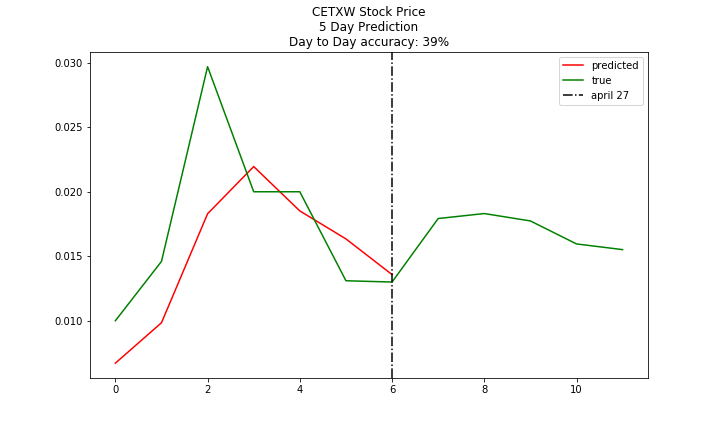 CETXW Stock Price
5 Day Prediction
Day to Day accuracy: 39%
predicted
true
april 27
0.030
0.025
0.020
0.015
0.010
0 2 4 6 8 10